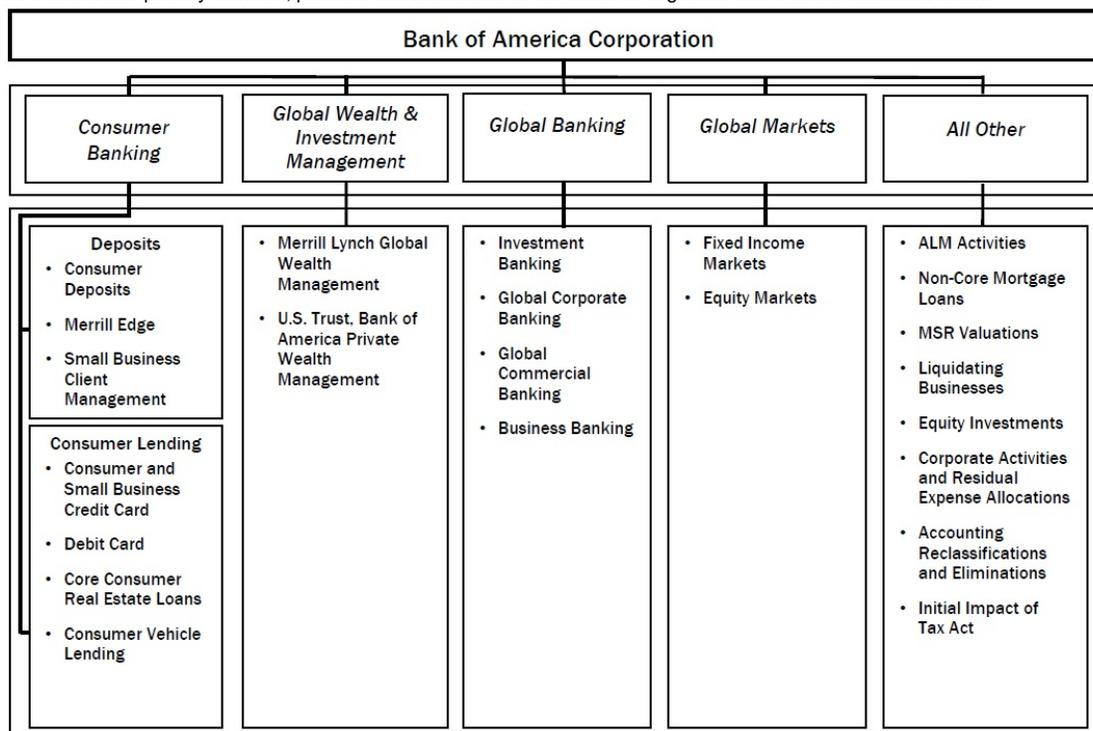 Bank of America Corporation
Consumer
Banking
Global Wealth &
Investment
Management
Global Banking
Global Markets
All Other
Deposits
• Consumer
Deposits
• Merrill Edge
• Small Business
Client
Management
Consumer Lending
• Consumer and
Small Business
Credit Card
• Debit Card
• Core Consumer
Real Estate Loans
• Consumer Vehicle
Lending
• Merrill Lynch Global
Wealth
Management
• U.S. Trust, Bank of
America Private
Wealth
Management
• Investment
Banking
• Global Corporate
Banking
• Global
Commercial
Banking
• Business Banking
• Fixed Income
Markets
• Equity Markets
• ALM Activities
• Non-Core Mortgage
Loans
• MSR Valuations
• Liquidating
Businesses
• Equity Investments
• Corporate Activities
and Residual
Expense Allocations
• Accounting
Reclassifications
and Eliminations
• Initial Impact of
Tax Act